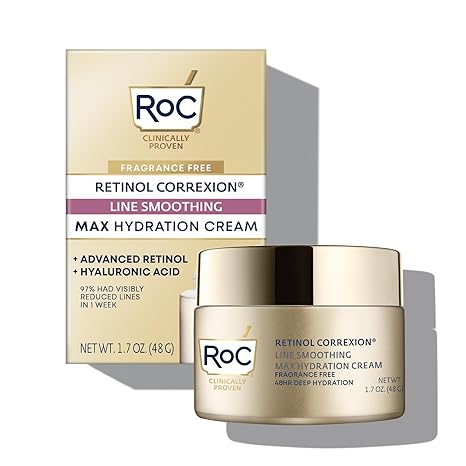 RoC®
CLINICALLY
PROVEN
FRAGRANCE FREE
RETINOL CORREXION®
LINE SMOOTHING
MAX HYDRATION CREAM
+ ADVANCED RETINOL
+ HYALURONIC ACID
97% HAD VISIBLY
REDUCED LINES
IN 1 WEEK
NET WT. 1.7 OZ. (48 G)
RoC
CLINICALLY
PROVEN
RETINOL CORREXION®
LINE SMOOTHING
MAX HYDRATION CREAM
FRAGRANCE FREE
48HR DEEP HYDRATION
NET WT.
1.7 OZ. (48 G)